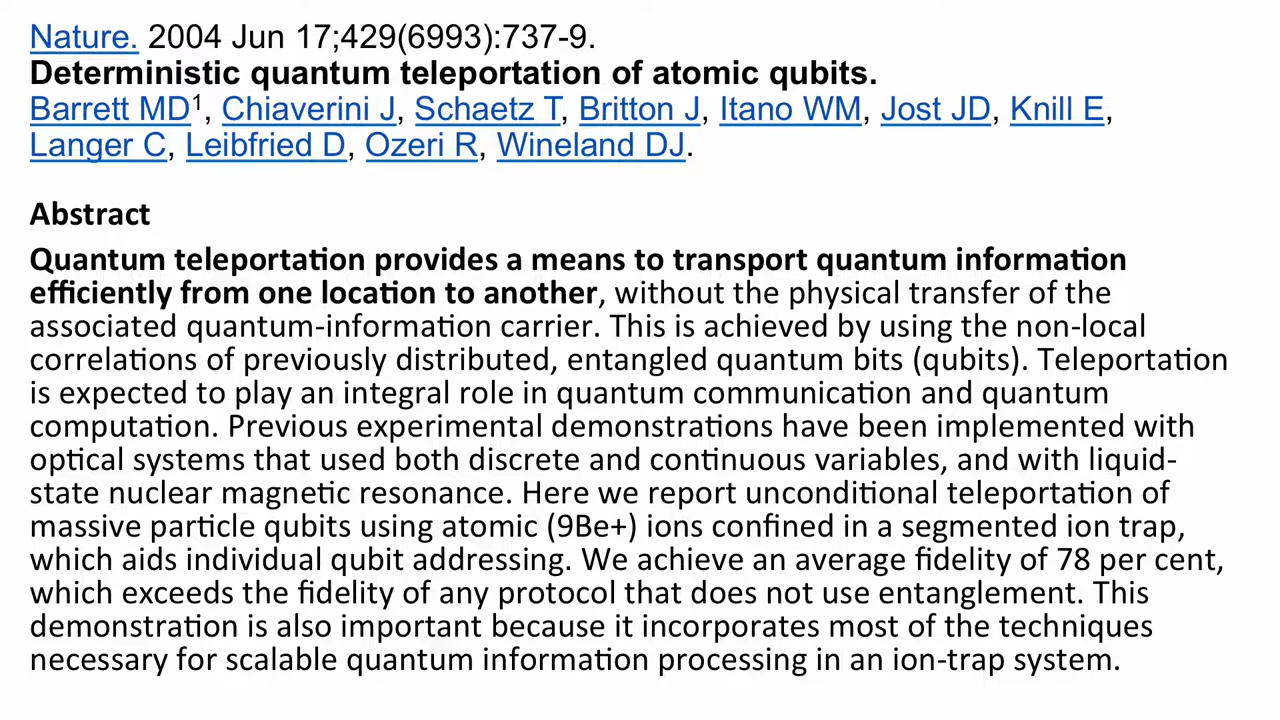 Nature. 2004 Jun 17;429(6993):737-9.
Deterministic quantum teleportation of atomic qubits.
Barrett MD1, Chiaverini J, Schaetz T, Britton J, Itano WM, Jost JD, Knill E,
Langer C, Leibfried D, Ozeri R, Wineland DJ.
Abstract
Quantum teleportation provides a means to transport quantum information
efficiently from one location to another, without the physical transfer of the
associated quantum-information carrier. This is achieved by using the non-local
correlations of previously distributed, entangled quantum bits (qubits). Teleportation
is expected to play an integral role in quantum communication and quantum
computation. Previous experimental demonstrations have been implemented with
optical systems that used both discrete and continuous variables, and with liquid-
state nuclear magnetic resonance. Here we report unconditional teleportation of
massive particle qubits using atomic (9Be+) ions confined in a segmented ion trap,
which aids individual qubit addressing. We achieve an average fidelity of 78 per cent,
which exceeds the fidelity of any protocol that does not use entanglement. This
demonstration is also important because it incorporates most of the techniques
necessary for scalable quantum information processing in an ion-trap system.